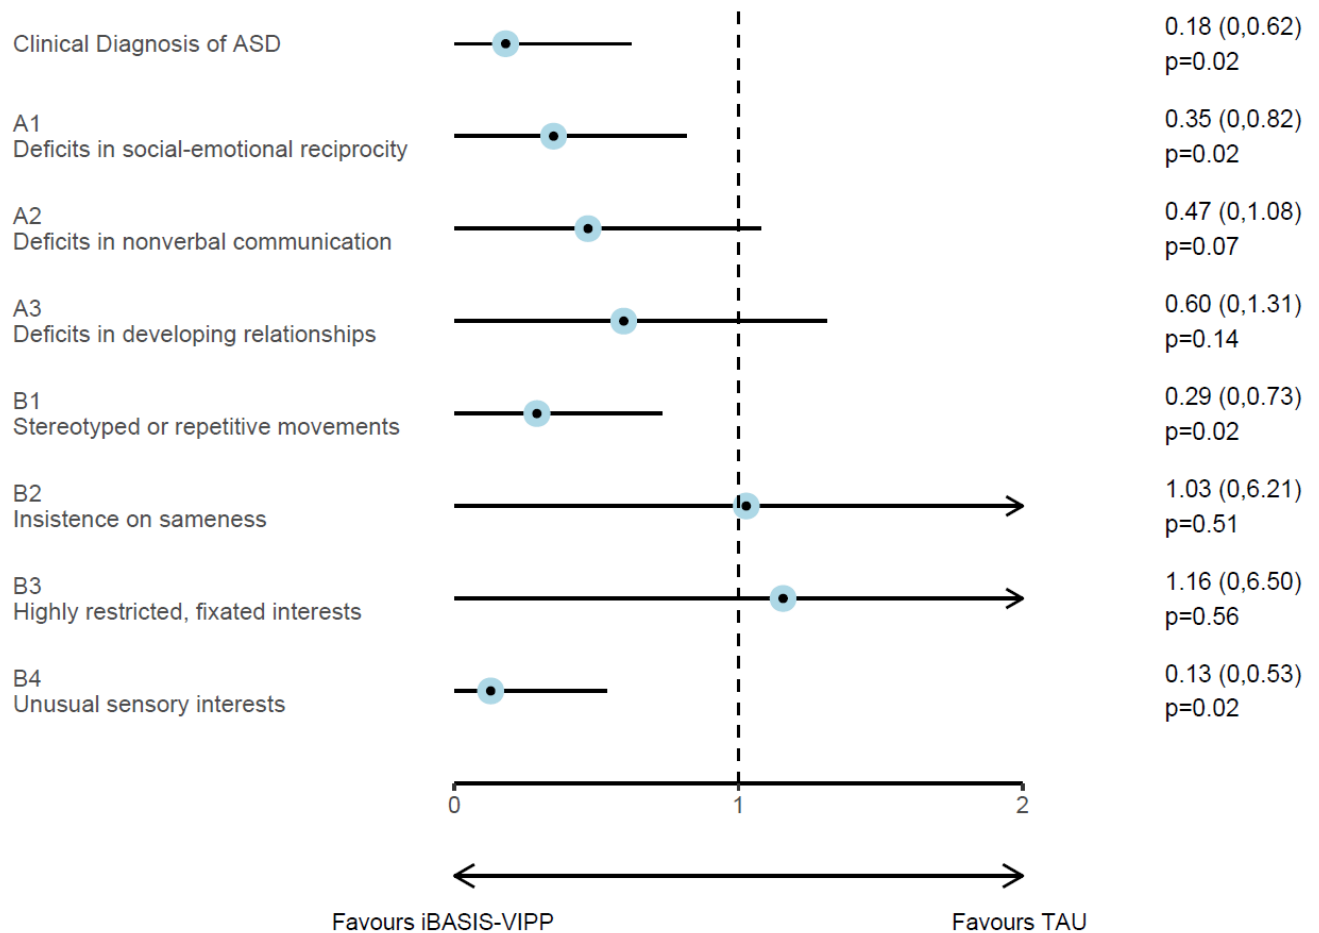 Clinical Diagnosis of ASD
0.18 (0,0.62)
p=0.02
A1
Deficits in social-emotional reciprocity
0.35 (0,0.82)
p=0.02
A2
Deficits in nonverbal communication
0.47 (0,1.08)
p=0.07
A3
Deficits in developing relationships
0.60 (0,1.31)
p=0.14
B1
Stereotyped or repetitive movements
0.29 (0,0.73)
p=0.02
B2
Insistence on sameness
1.03 (0,6.21)
p=0.51
B3
Highly restricted, fixated interests
1.16 (0,6.50)
p=0.56
B4
Unusual sensory interests
0.13 (0,0.53)
p=0.02
0 1 2
Favours iBASIS-VIPP Favours TAU